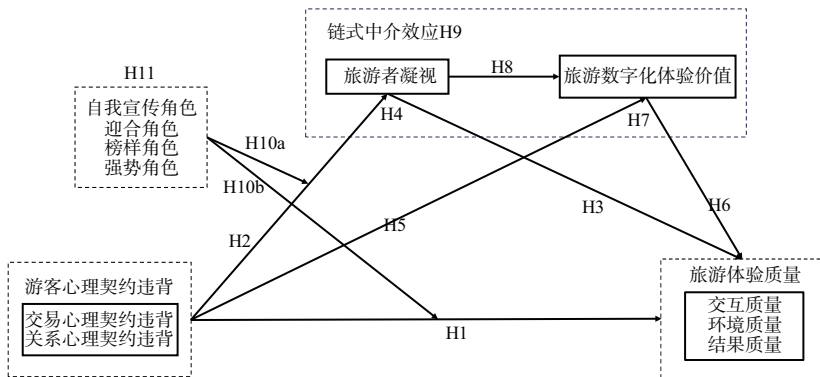 链式中介效应H9
旅游者凝视
H8
旅游数字化体验价值
H4
H7
H11
自我宣传角色
迎合角色
榜样角色
强势角色
H10a
H10b
H2
H5
H3
H6
游客心理契约违背
交易心理契约违背
关系心理契约违背
H1
旅游体验质量
交互质量
环境质量
结果质量